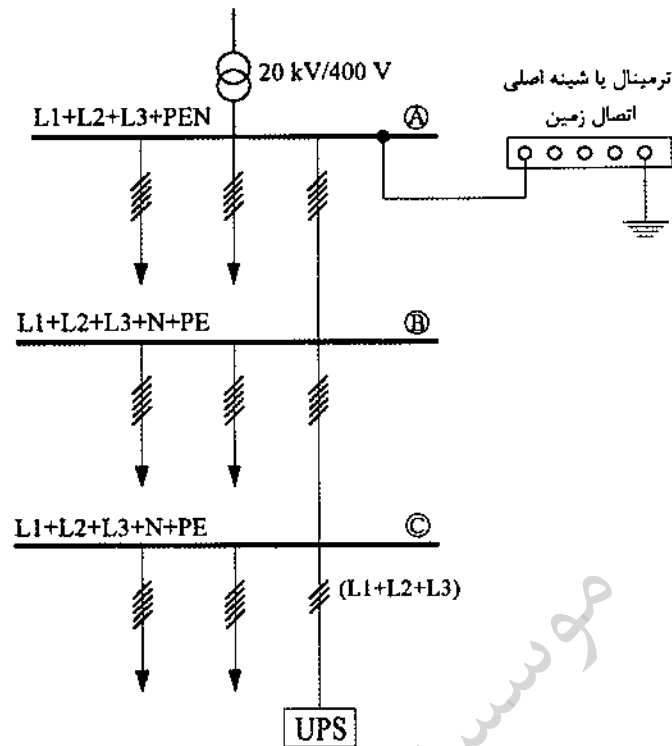 20 kV/400 V
ترمینال یا شینه اصلی
اتصال زمین
L1+L2+L3+PEN
Ⓐ
L1+L2+L3+N+PE
Ⓑ
L1+L2+L3+N+PE
Ⓒ
(L1+L2+L3)
UPS